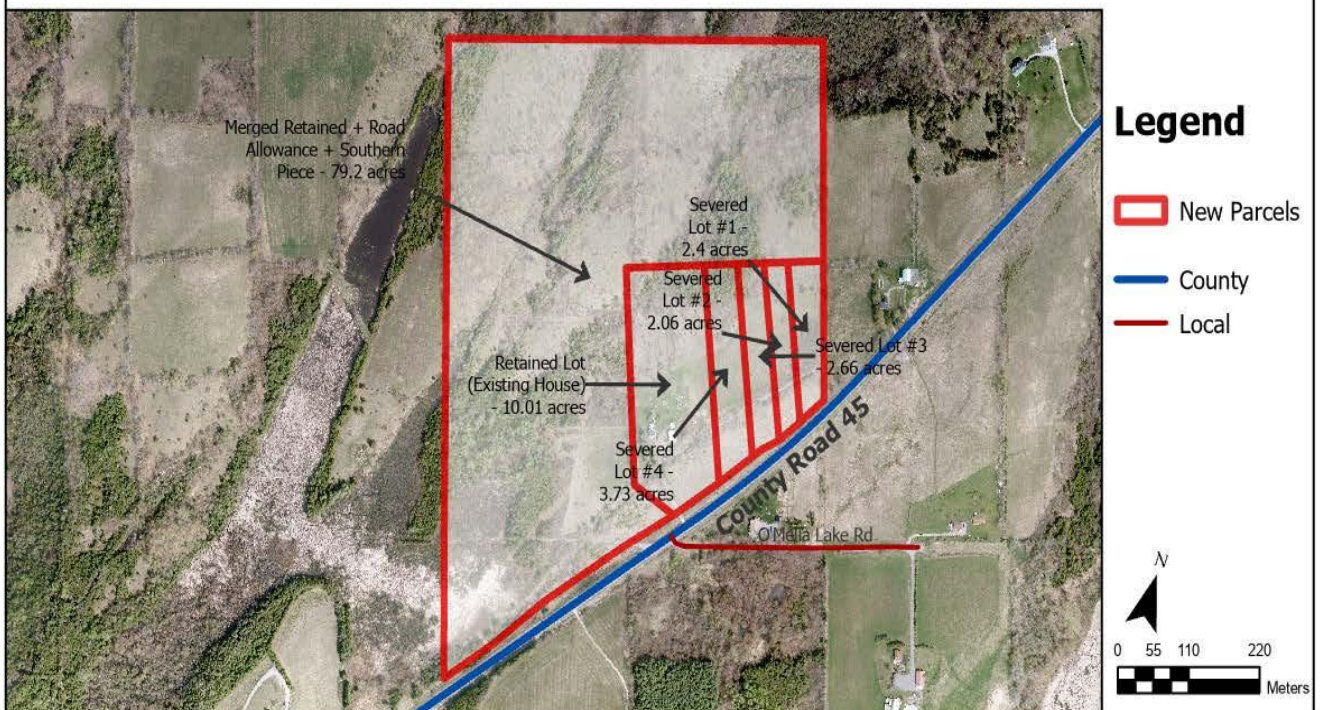 Merged Retained + Road
Allowance + Southern
Piece - 79.2 acres
Severed
Lot #1 -
2.4 acres
Severed
Lot #2 -
2.06 acres
Severed Lot #3
- 2.66 acres
Retained Lot
(Existing House)
- 10.01 acres
Severed
Lot #4 -
3.73 acres
County Road 45
O'Melia Lake Rd
Legend
New Parcels
County
Local
N
0 55 110 220
Meters